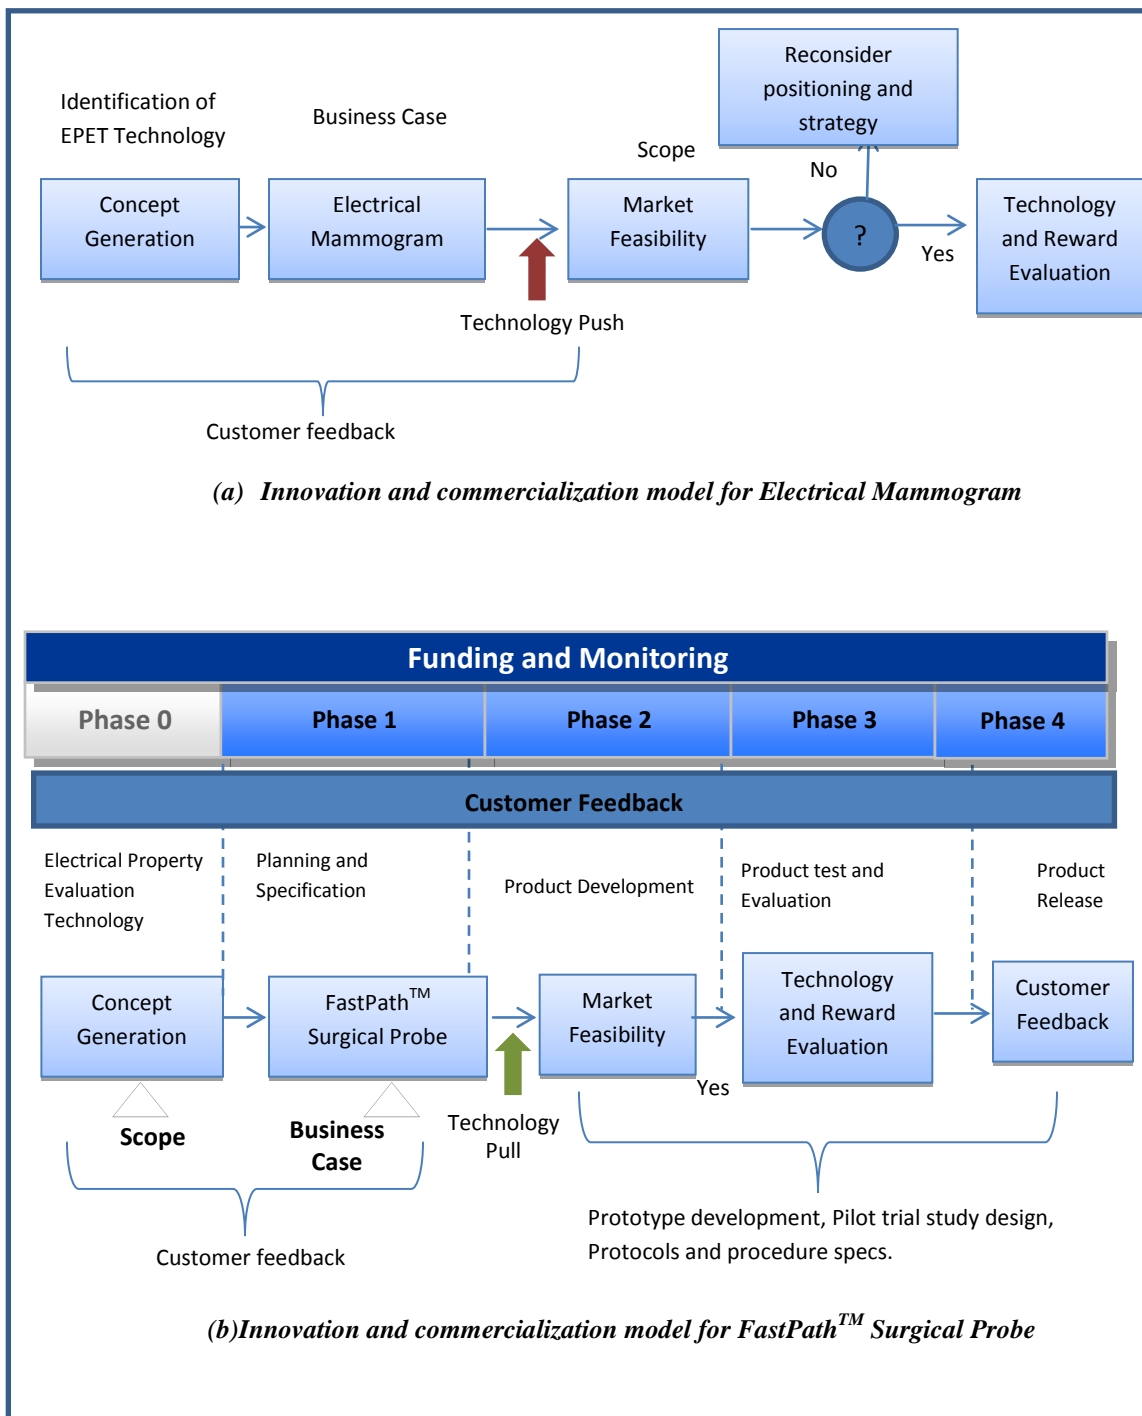 Identification of
EPET Technology
Business Case
Scope
Reconsider
positioning and
strategy
No
Concept
Generation
Electrical
Mammogram
Market
Feasibility
?
Yes
Technology
and Reward
Evaluation
Technology Push
Customer feedback
(a) Innovation and commercialization model for Electrical Mammogram
Funding and Monitoring
Phase 0
Phase 1
Phase 2
Phase 3
Phase 4
Customer Feedback
Electrical Property
Evaluation
Technology
Planning and
Specification
Product Development
Product test and
Evaluation
Product
Release
Concept
Generation
FastPath™
Surgical Probe
Market
Feasibility
Yes
Technology
and Reward
Evaluation
Customer
Feedback
Scope
Business
Case
Technology
Pull
Customer feedback
Prototype development, Pilot trial study design,
Protocols and procedure specs.
(b)Innovation and commercialization model for FastPath™ Surgical Probe